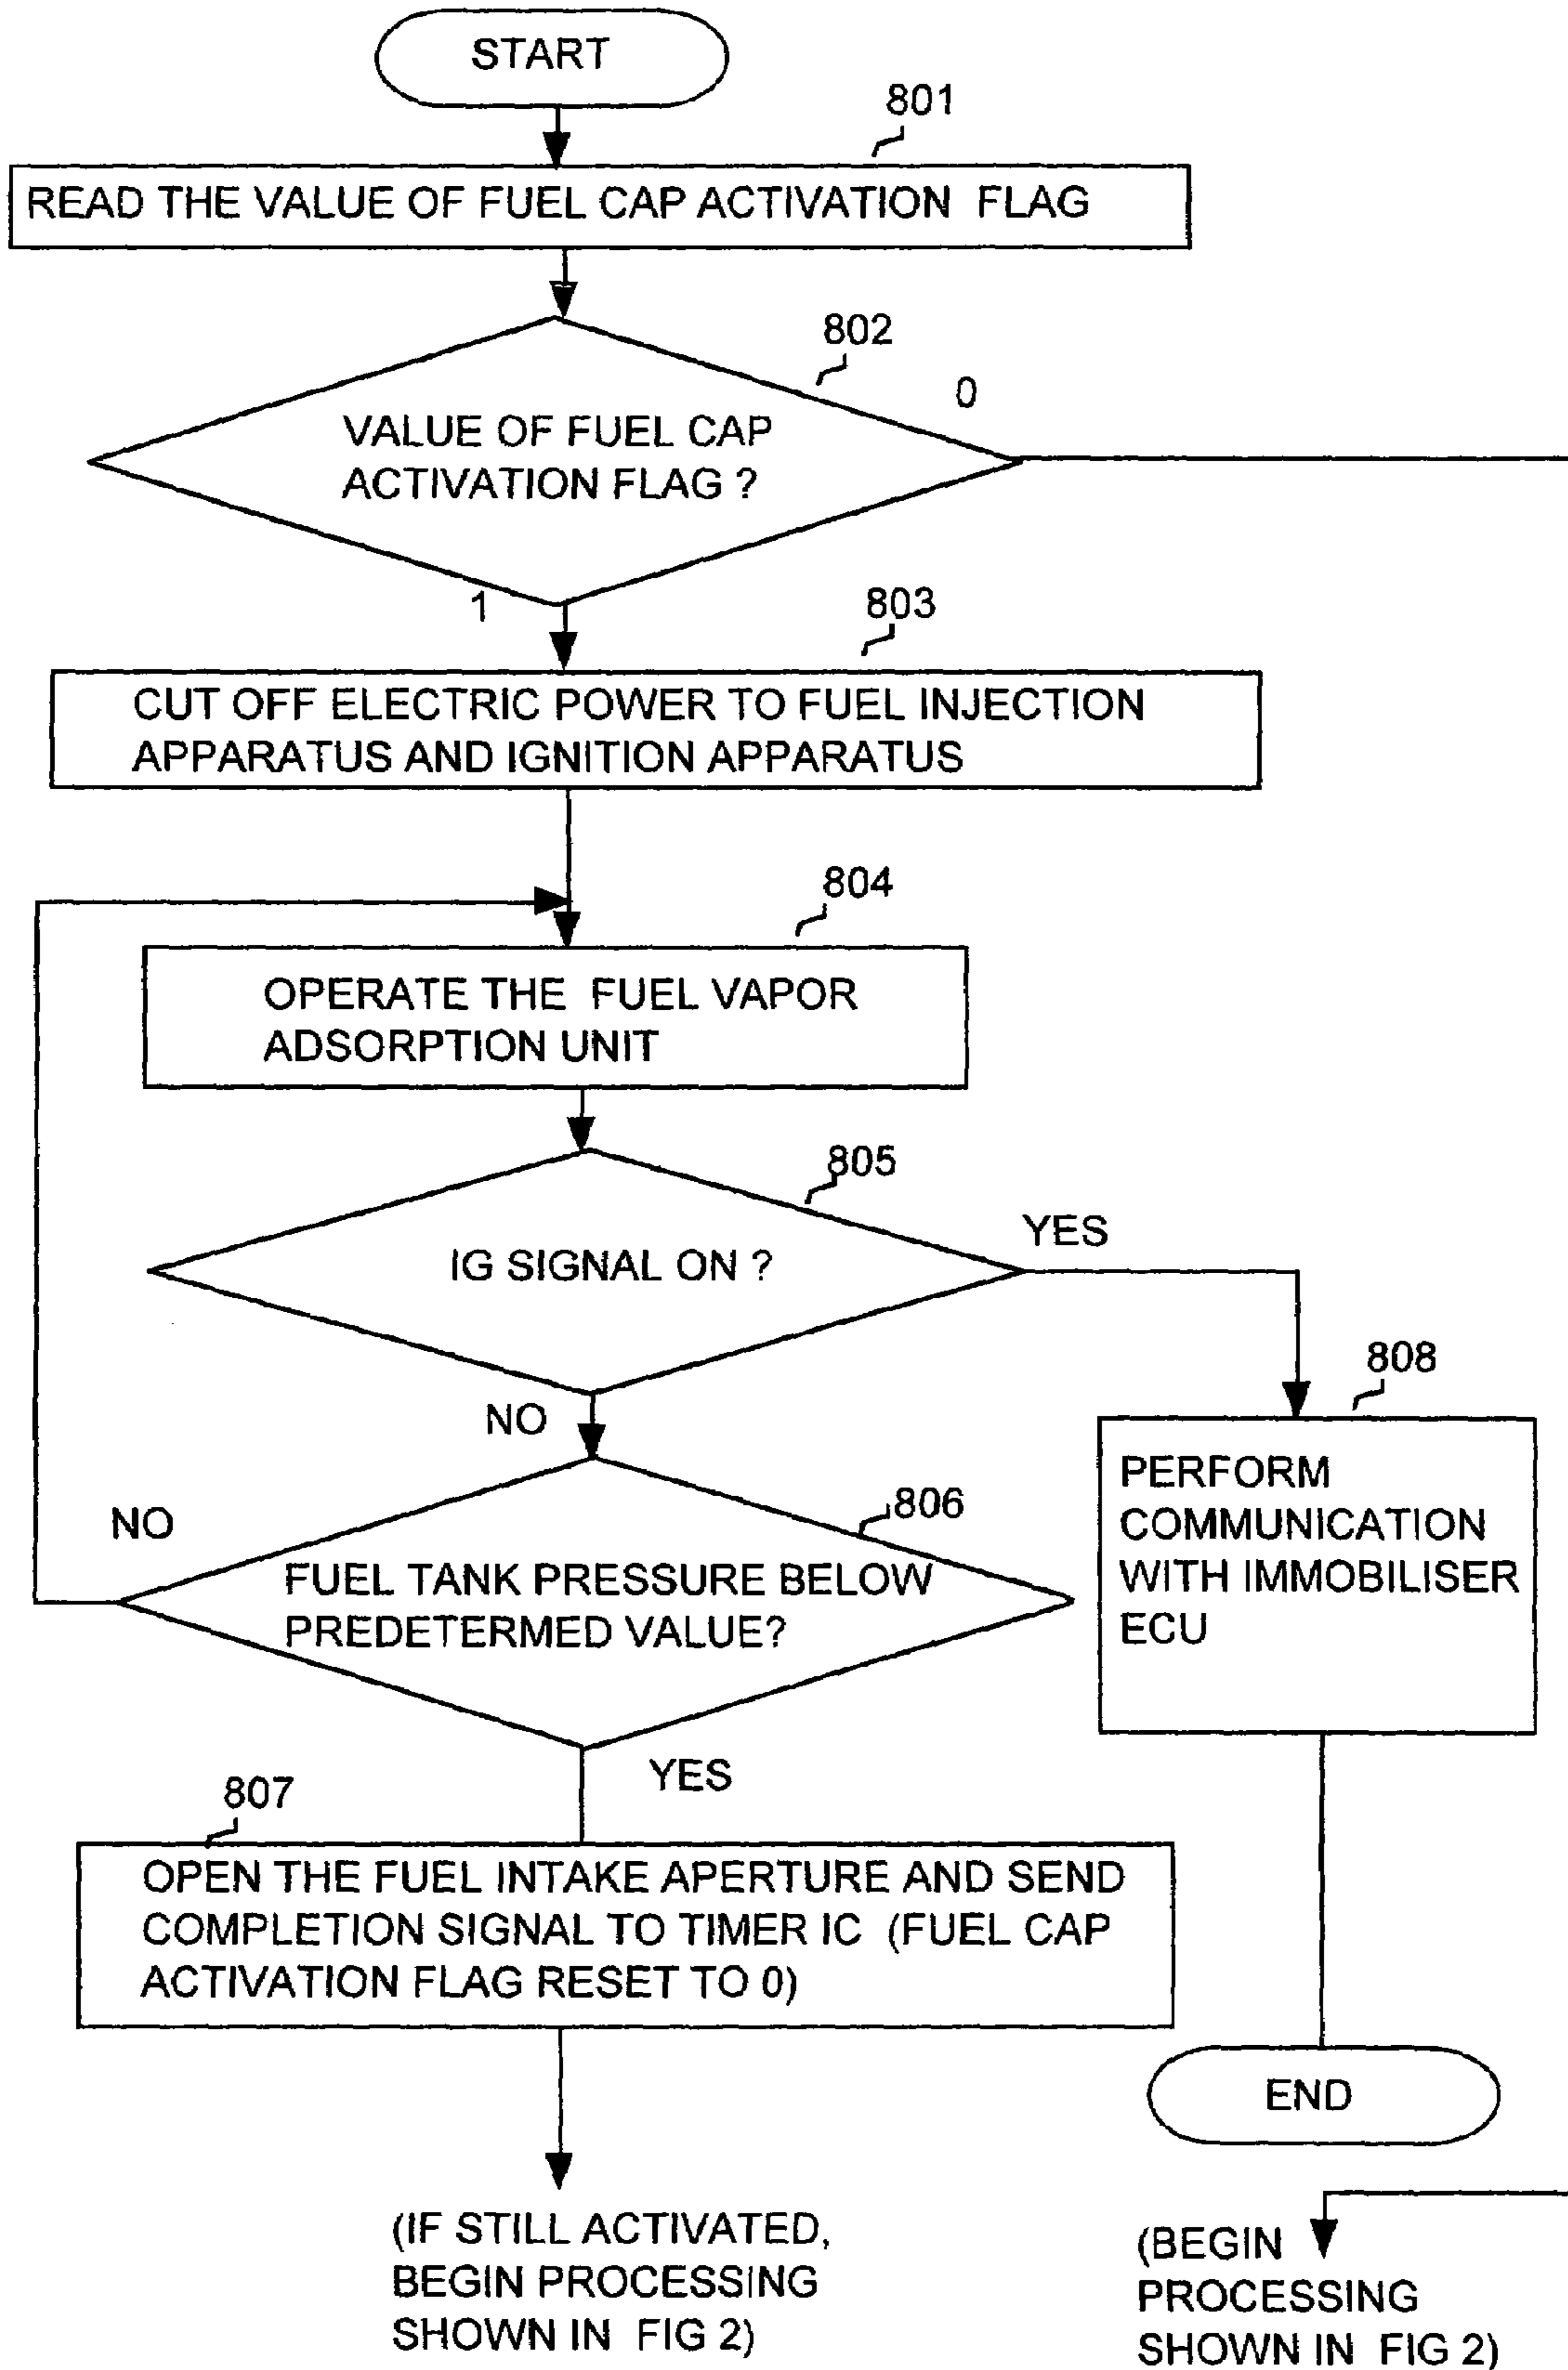 START
801
READ THE VALUE OF FUEL CAP ACTIVATION FLAG
802
0
VALUE OF FUEL CAP
ACTIVATION FLAG ?
1
803
CUT OFF ELECTRIC POWER TO FUEL INJECTION
APPARATUS AND IGNITION APPARATUS
804
OPERATE THE FUEL VAPOR
ADSORPTION UNIT
805
YES
IG SIGNAL ON ?
NO
808
PERFORM
COMMUNICATION
WITH IMMOBILISER
ECU
806
NO
FUEL TANK PRESSURE BELOW
PREDETERMED VALUE?
YES
807
OPEN THE FUEL INTAKE APERTURE AND SEND
COMPLETION SIGNAL TO TIMER IC (FUEL CAP
ACTIVATION FLAG RESET TO 0)
END
(IF STILL ACTIVATED,
BEGIN PROCESSING
SHOWN IN FIG 2)
(BEGIN
PROCESSING
SHOWN IN FIG 2)